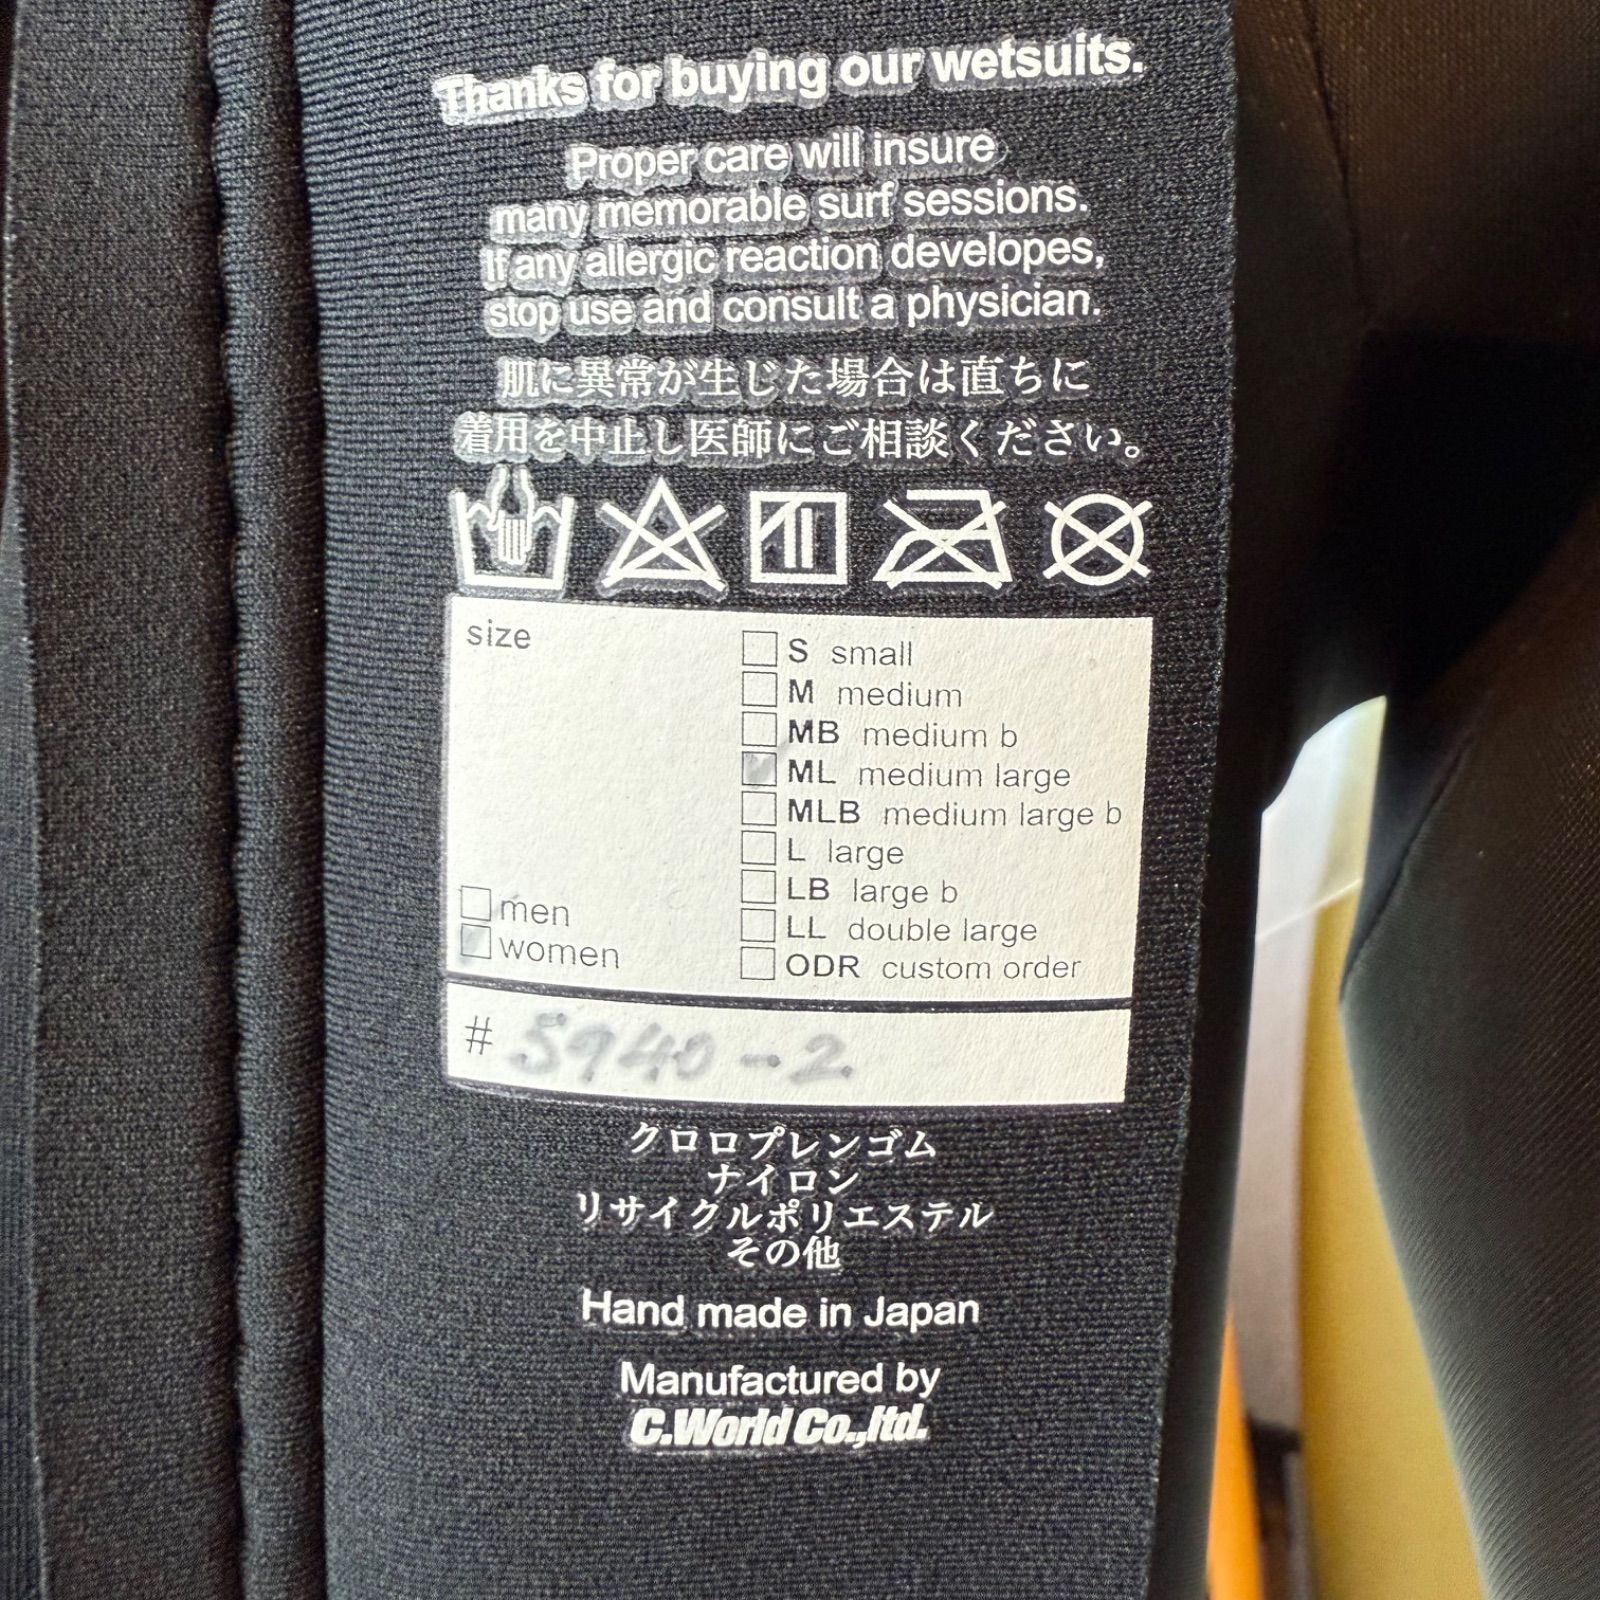 Thanks for buying our wetsuits.
Proper care will insure
many memorable surf sessions.
If any allergic reaction developes,
stop use and consult a physician.
肌に異常が生じた場合は直ちに
着用を中止し医師にご相談ください。
size
S small
M medium
MB medium b
ML medium large
MLB medium large b
L large
LB large b
LL double large
ODR custom order
men
women
# 5940-2
クロロプレンゴム
ナイロン
リサイクルポリエステル
その他
Hand made in Japan
Manufactured by
C.World Co.,ltd.